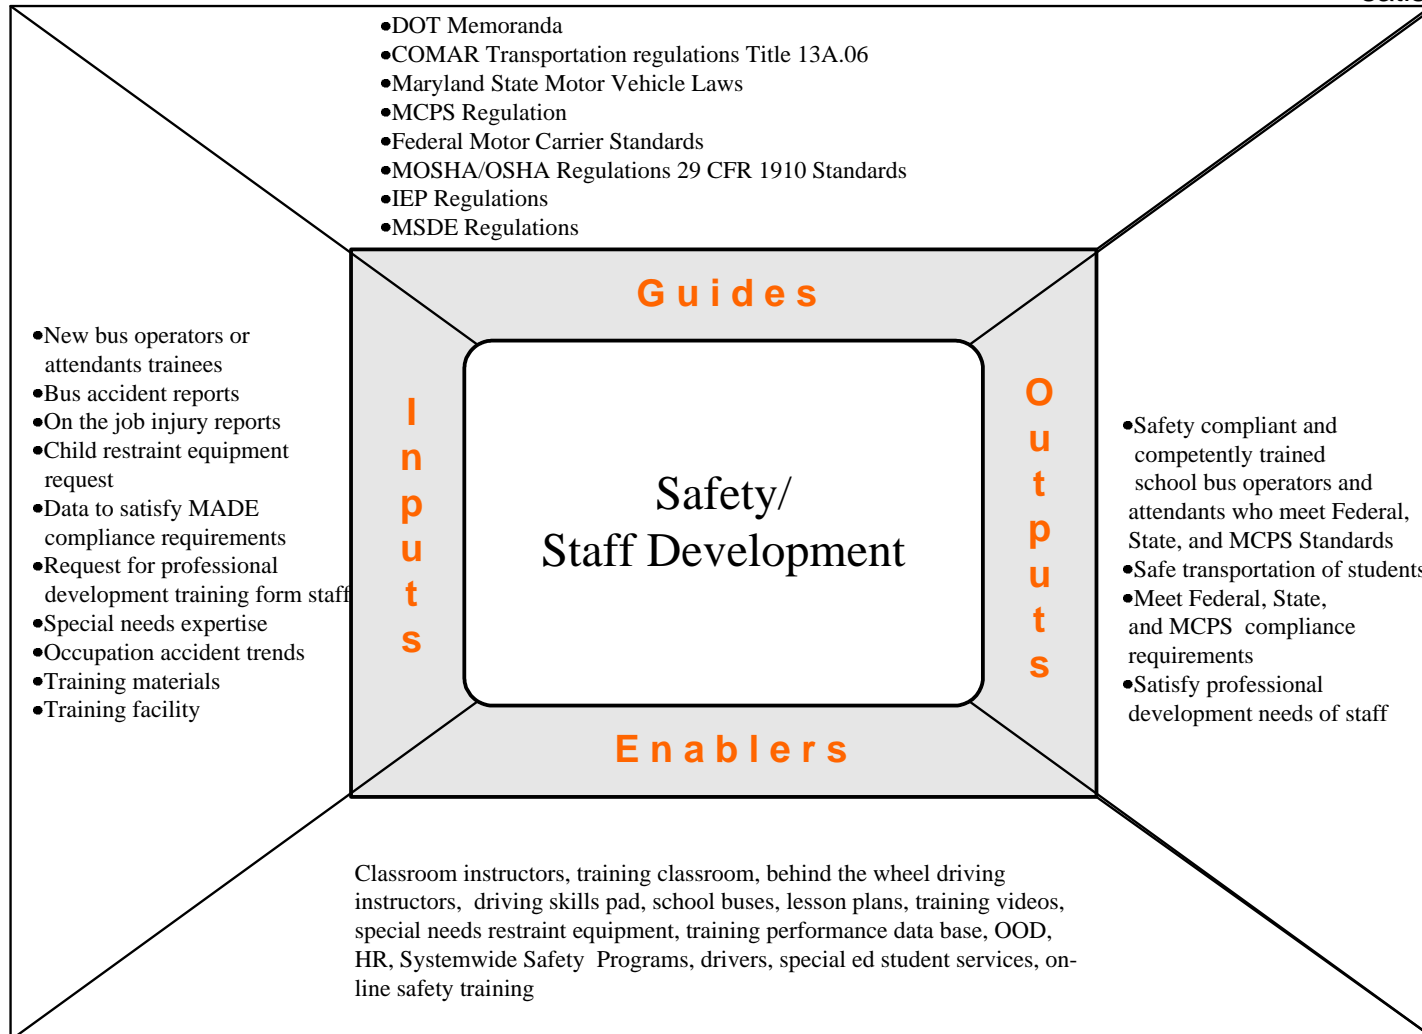 ●DOT Memoranda
●COMAR Transportation regulations Title 13A.06
●Maryland State Motor Vehicle Laws
●MCPS Regulation
●Federal Motor Carrier Standards
●MOSHA/OSHA Regulations 29 CFR 1910 Standards
●IEP Regulations
●MSDE Regulations
Guides
●New bus operators or
attendants trainees
●Bus accident reports
●On the job injury reports
●Child restraint equipment
request
●Data to satisfy MADE
compliance requirements
●Request for professional
development training form staff
●Special needs expertise
●Occupation accident trends
●Training materials
●Training facility
Inputs
Safety/
Staff Development
Outputs
●Safety compliant and
competently trained
school bus operators and
attendants who meet Federal,
State, and MCPS Standards
●Safe transportation of students
●Meet Federal, State,
and MCPS compliance
requirements
●Satisfy professional
development needs of staff
Enablers
Classroom instructors, training classroom, behind the wheel driving
instructors, driving skills pad, school buses, lesson plans, training videos,
special needs restraint equipment, training performance data base, OOD,
HR, Systemwide Safety Programs, drivers, special ed student services, on-
line safety training